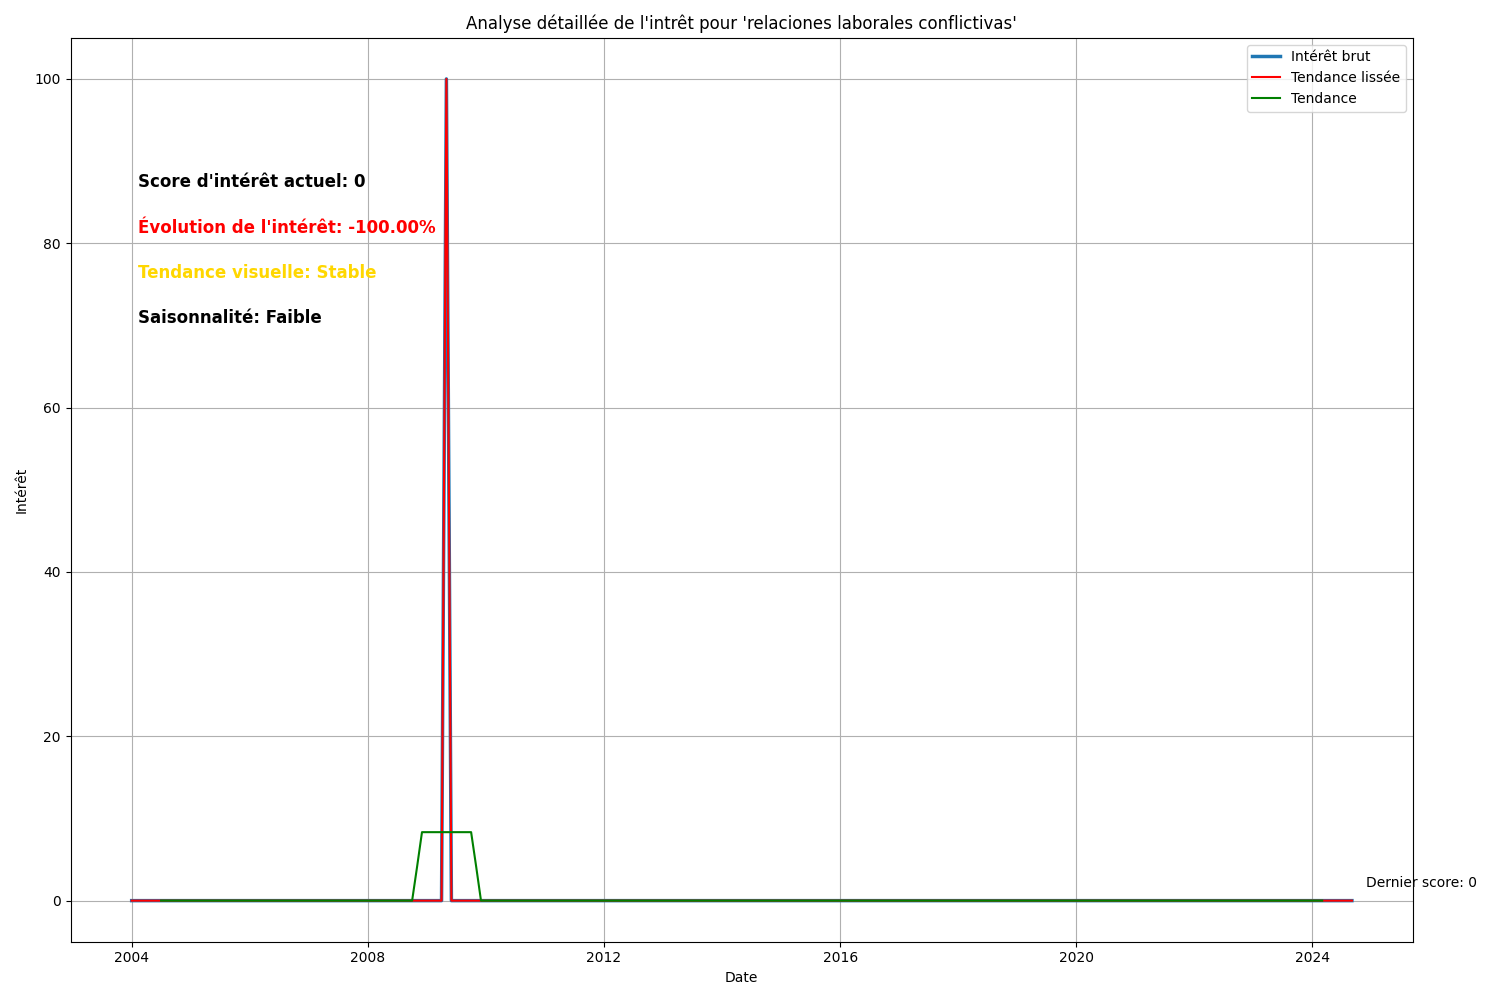 Analyse détaillée de l'intrêt pour 'relaciones laborales conflictivas'
Intérêt brut
Tendance lissée
Tendance
Score d'intérêt actuel: 0
Évolution de l'intérêt: -100.00%
Tendance visuelle: Stable
Saisonnalité: Faible
Dernier score: 0
Intérêt
100
80
60
40
20
0
2004
2008
2012
2016
2020
2024
Date